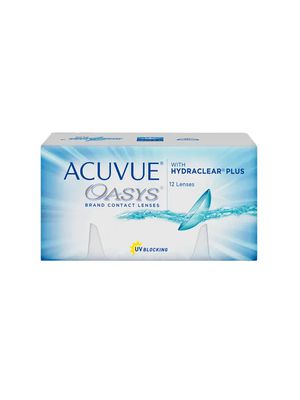 ACUVUE®
OASYS®
BRAND CONTACT LENSES
WITH
HYDRACLEAR® PLUS
12 Lenses
UV BLOCKING